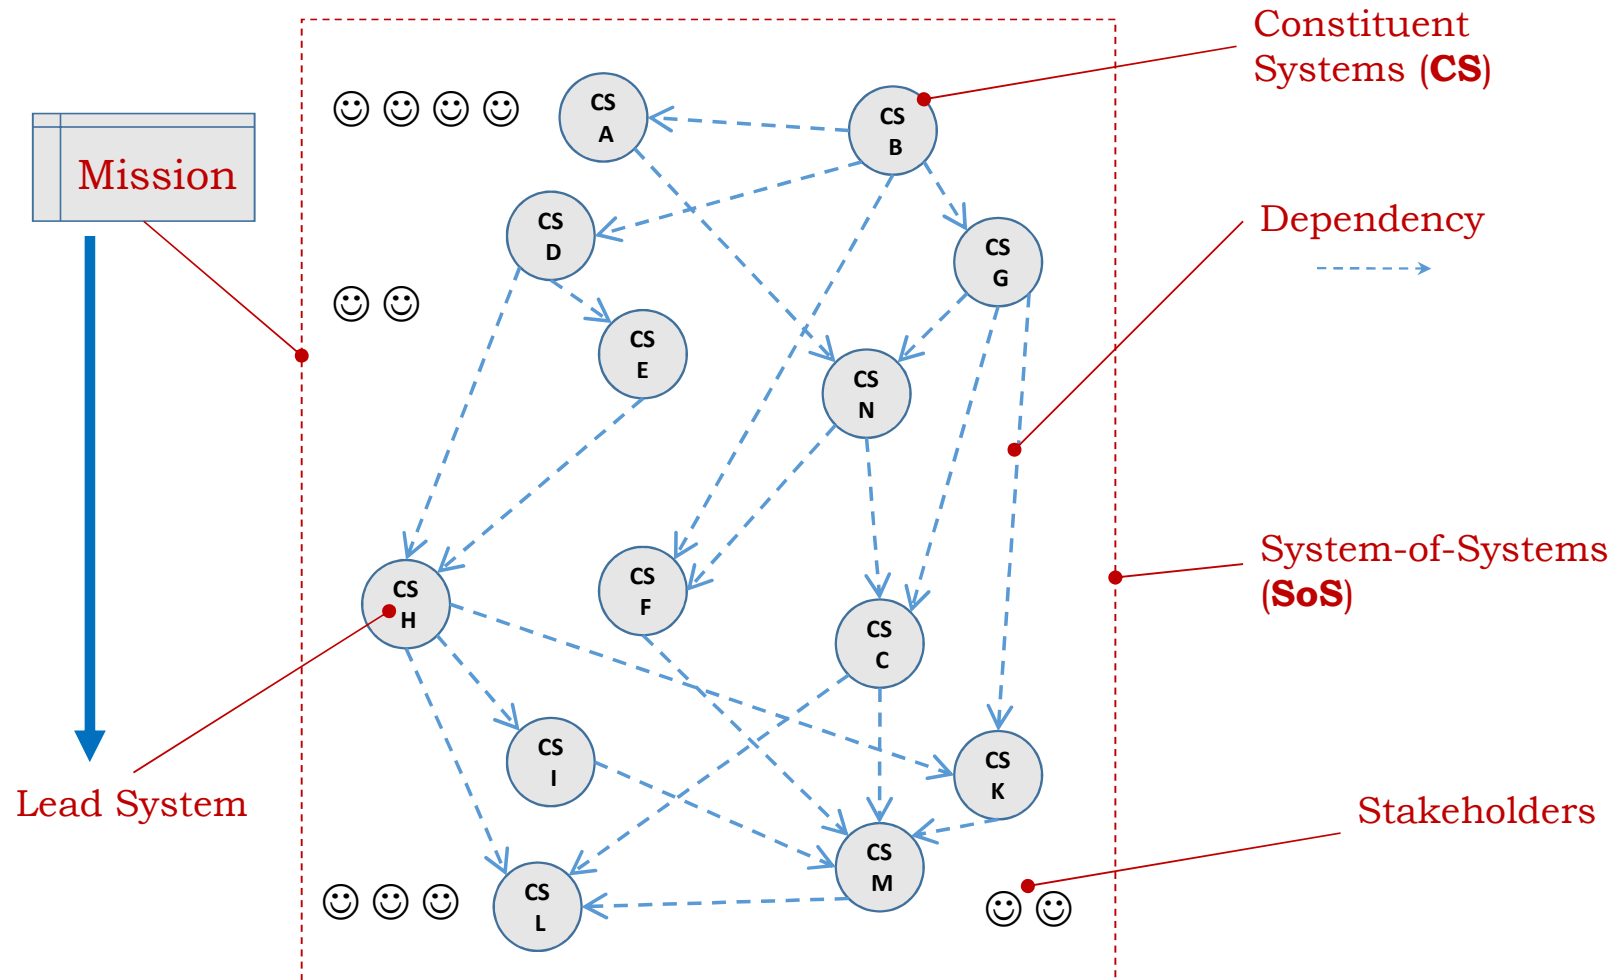 Constituent
Systems (CS)
CS
A
CS
B
Mission
CS
D
CS
G
Dependency
CS
E
CS
N
System-of-Systems
(SoS)
CS
H
CS
F
CS
C
CS
I
CS
K
Lead System
Stakeholders
CS
M
CS
L